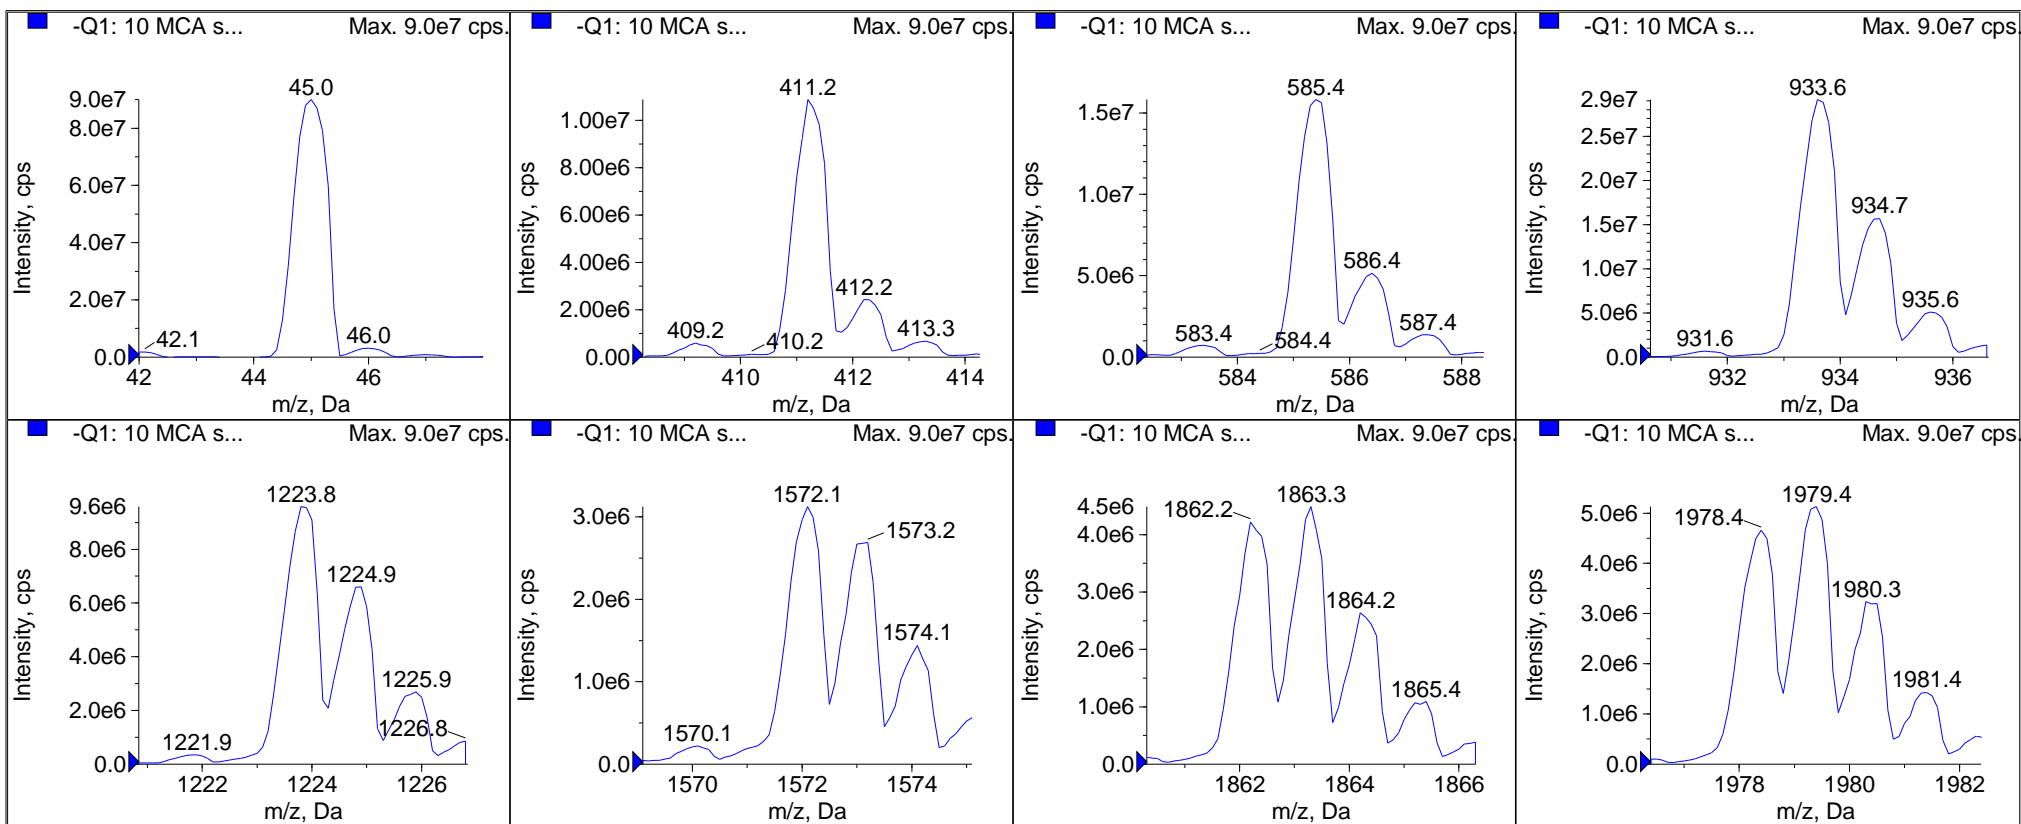 -Q1: 10 MCA s... Max. 9.0e7 cps.
45.0
9.0e7
8.0e7
6.0e7
4.0e7
2.0e7
0.0
42.1
46.0
42 44 46
m/z, Da
Intensity, cps
-Q1: 10 MCA s... Max. 9.0e7 cps.
411.2
1.00e7
8.00e6
6.00e6
4.00e6
2.00e6
0.00
409.2
410.2
412.2
413.3
410 412 414
m/z, Da
Intensity, cps
-Q1: 10 MCA s... Max. 9.0e7 cps.
585.4
1.5e7
1.0e7
5.0e6
0.0
583.4
584.4
586.4
587.4
584 586 588
m/z, Da
Intensity, cps
-Q1: 10 MCA s... Max. 9.0e7 cps.
933.6
2.9e7
2.5e7
2.0e7
1.5e7
1.0e7
5.0e6
0.0
931.6
934.7
935.6
932 934 936
m/z, Da
Intensity, cps
-Q1: 10 MCA s... Max. 9.0e7 cps.
1223.8
9.6e6
8.0e6
6.0e6
4.0e6
2.0e6
0.0
1221.9
1224.9
1225.9
1226.8
1222 1224 1226
m/z, Da
Intensity, cps
-Q1: 10 MCA s... Max. 9.0e7 cps.
1572.1
3.0e6
2.0e6
1.0e6
0.0
1570.1
1573.2
1574.1
1570 1572 1574
m/z, Da
Intensity, cps
-Q1: 10 MCA s... Max. 9.0e7 cps.
1863.3
1862.2
4.5e6
4.0e6
3.0e6
2.0e6
1.0e6
0.0
1864.2
1865.4
1862 1864 1866
m/z, Da
Intensity, cps
-Q1: 10 MCA s... Max. 9.0e7 cps.
1979.4
1978.4
5.0e6
4.0e6
3.0e6
2.0e6
1.0e6
0.0
1980.3
1981.4
1978 1980 1982
m/z, Da
Intensity, cps